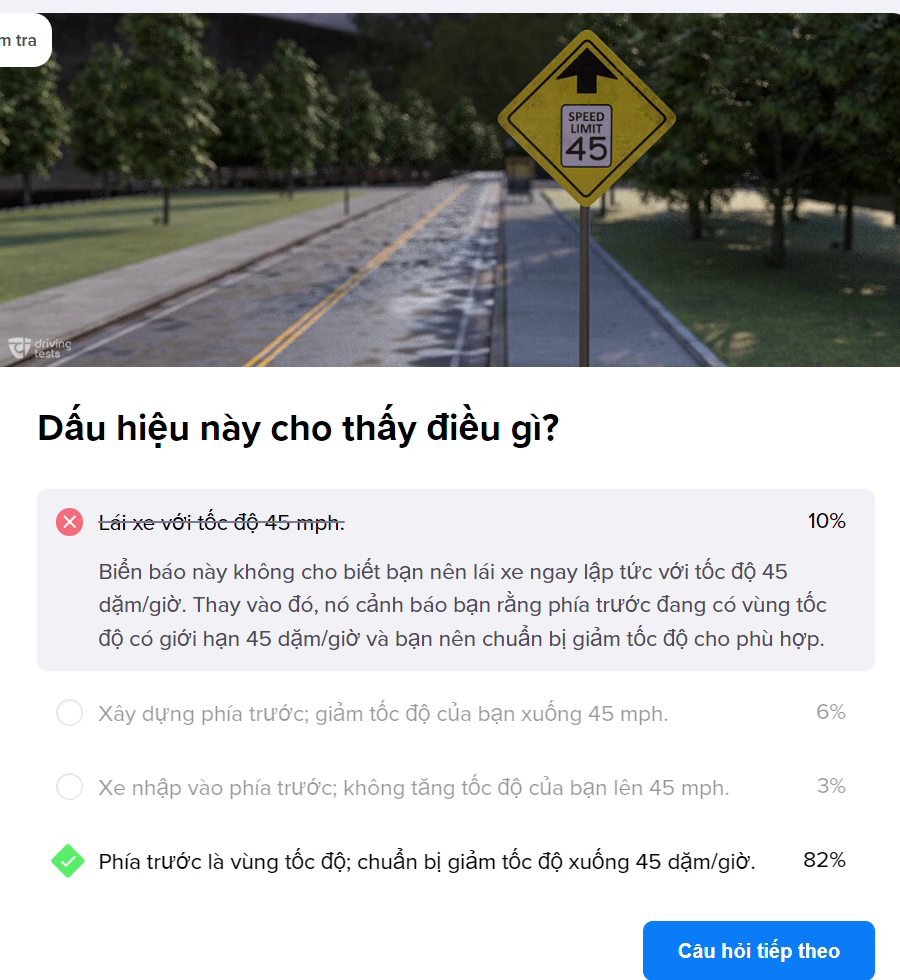 m tra
SPEED
LIMIT
45
driving
tests
Dấu hiệu này cho thấy điều gì?
Lái xe với tốc độ 45 mph.
10%
Biển báo này không cho biết bạn nên lái xe ngay lập tức với tốc độ 45
dặm/giờ. Thay vào đó, nó cảnh báo bạn rằng phía trước đang có vùng tốc
độ có giới hạn 45 dặm/giờ và bạn nên chuẩn bị giảm tốc độ cho phù hợp.
Xây dựng phía trước; giảm tốc độ của bạn xuống 45 mph.
6%
Xe nhập vào phía trước; không tăng tốc độ của bạn lên 45 mph.
3%
Phía trước là vùng tốc độ; chuẩn bị giảm tốc độ xuống 45 dặm/giờ.
82%
Câu hỏi tiếp theo